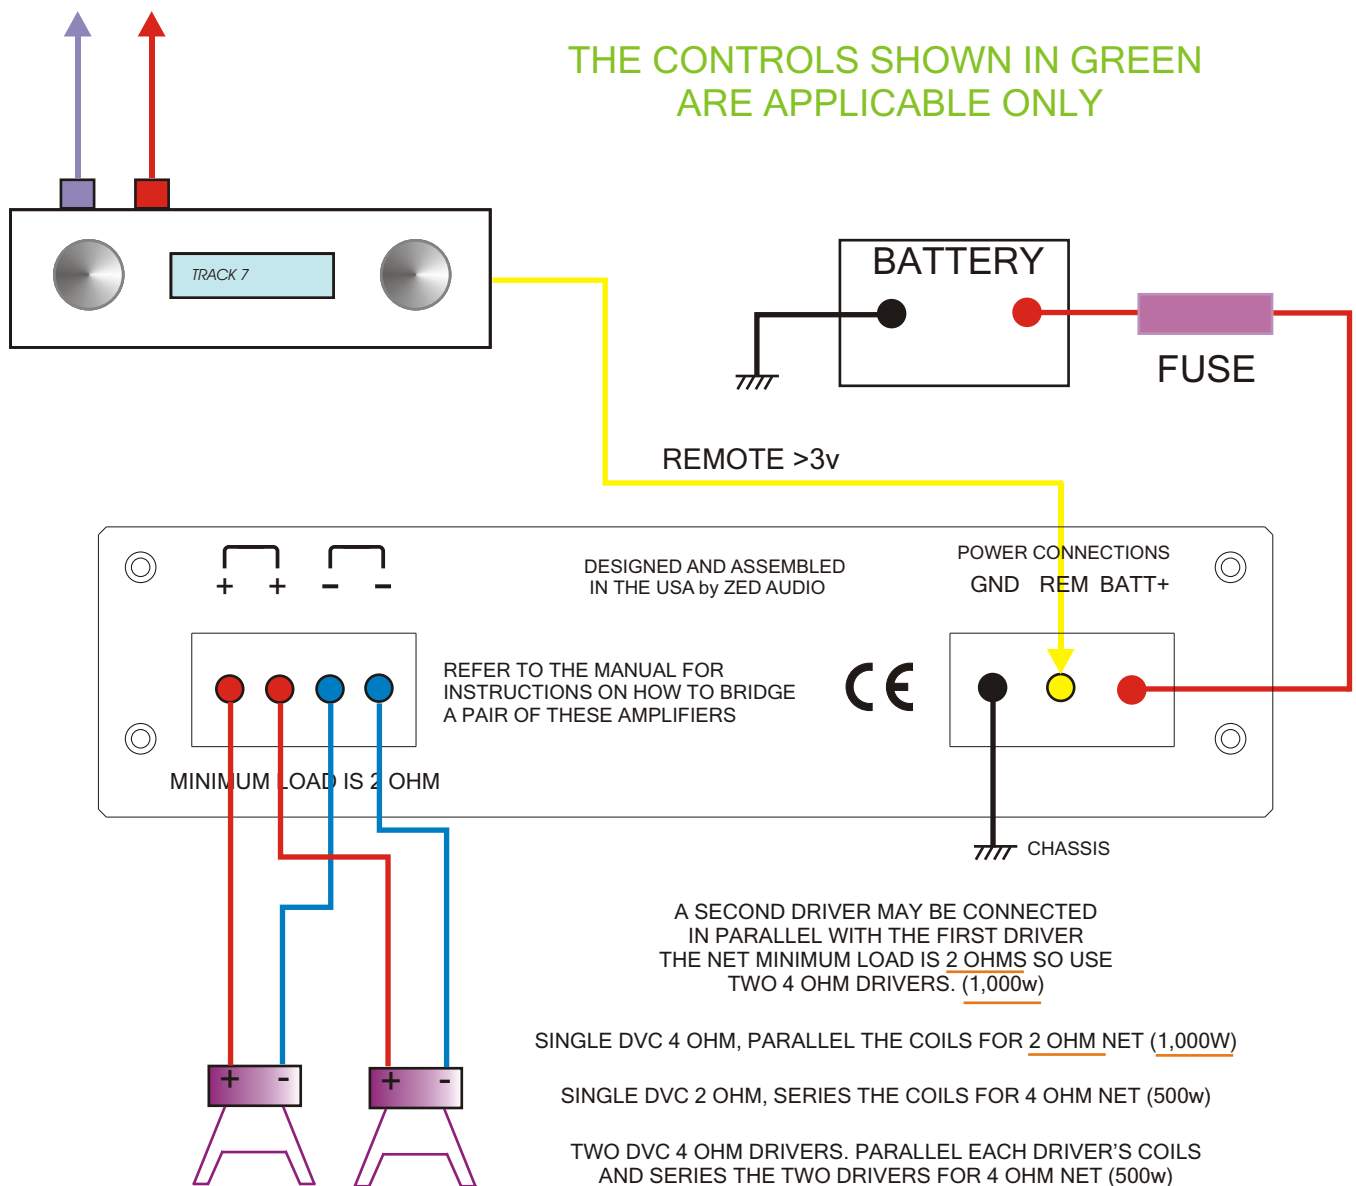 THE CONTROLS SHOWN IN GREEN
ARE APPLICABLE ONLY
TRACK 7
BATTERY
FUSE
REMOTE >3v
+ + - -
DESIGNED AND ASSEMBLED
IN THE USA by ZED AUDIO
POWER CONNECTIONS
GND REM BATT+
REFER TO THE MANUAL FOR
INSTRUCTIONS ON HOW TO BRIDGE
A PAIR OF THESE AMPLIFIERS
CE
MINIMUM LOAD IS 2 OHM
CHASSIS
A SECOND DRIVER MAY BE CONNECTED
IN PARALLEL WITH THE FIRST DRIVER
THE NET MINIMUM LOAD IS 2 OHMS SO USE
TWO 4 OHM DRIVERS. (1,000w)
SINGLE DVC 4 OHM, PARALLEL THE COILS FOR 2 OHM NET (1,000W)
+ - + -
SINGLE DVC 2 OHM, SERIES THE COILS FOR 4 OHM NET (500w)
TWO DVC 4 OHM DRIVERS. PARALLEL EACH DRIVER'S COILS
AND SERIES THE TWO DRIVERS FOR 4 OHM NET (500w)